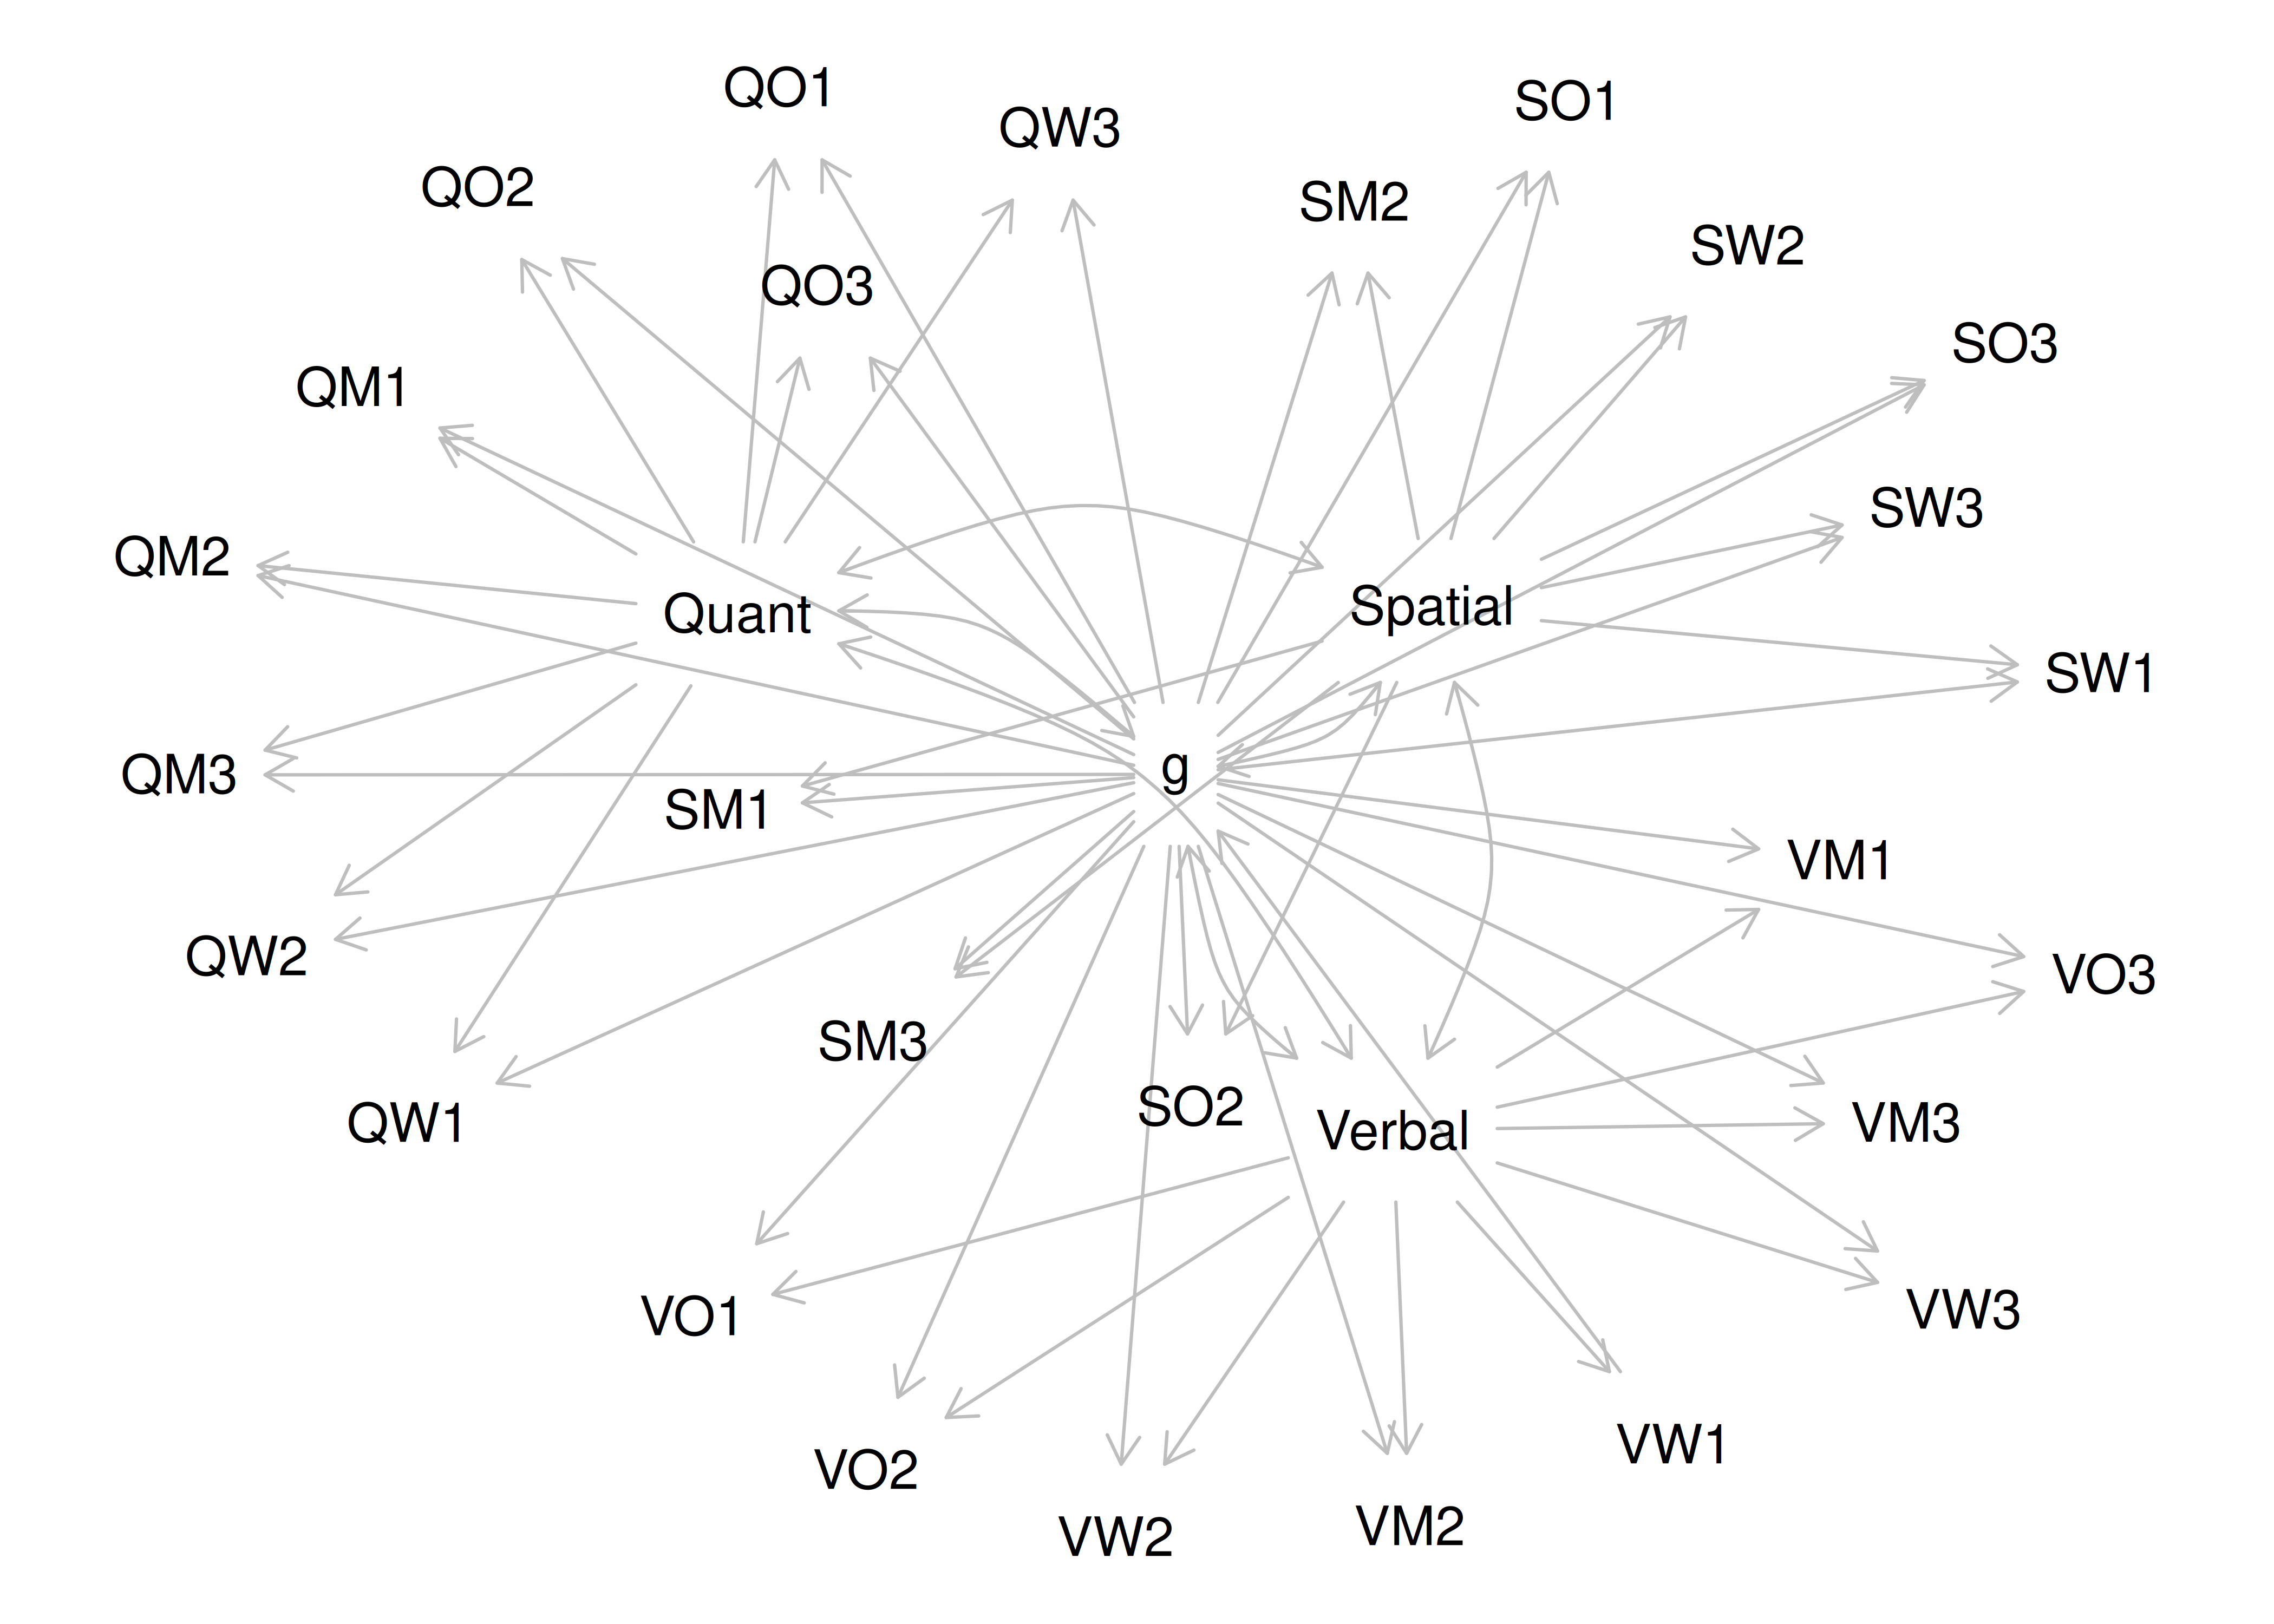 QO1
SO1
QW3
QO2
SM2
SW2
QO3
SO3
QM1
SW3
QM2
Quant
Spatial
SW1
g
QM3
SM1
VM1
QW2
VO3
SM3
SO2
QW1
Verbal
VM3
VO1
VW3
VW1
VO2
VM2
VW2